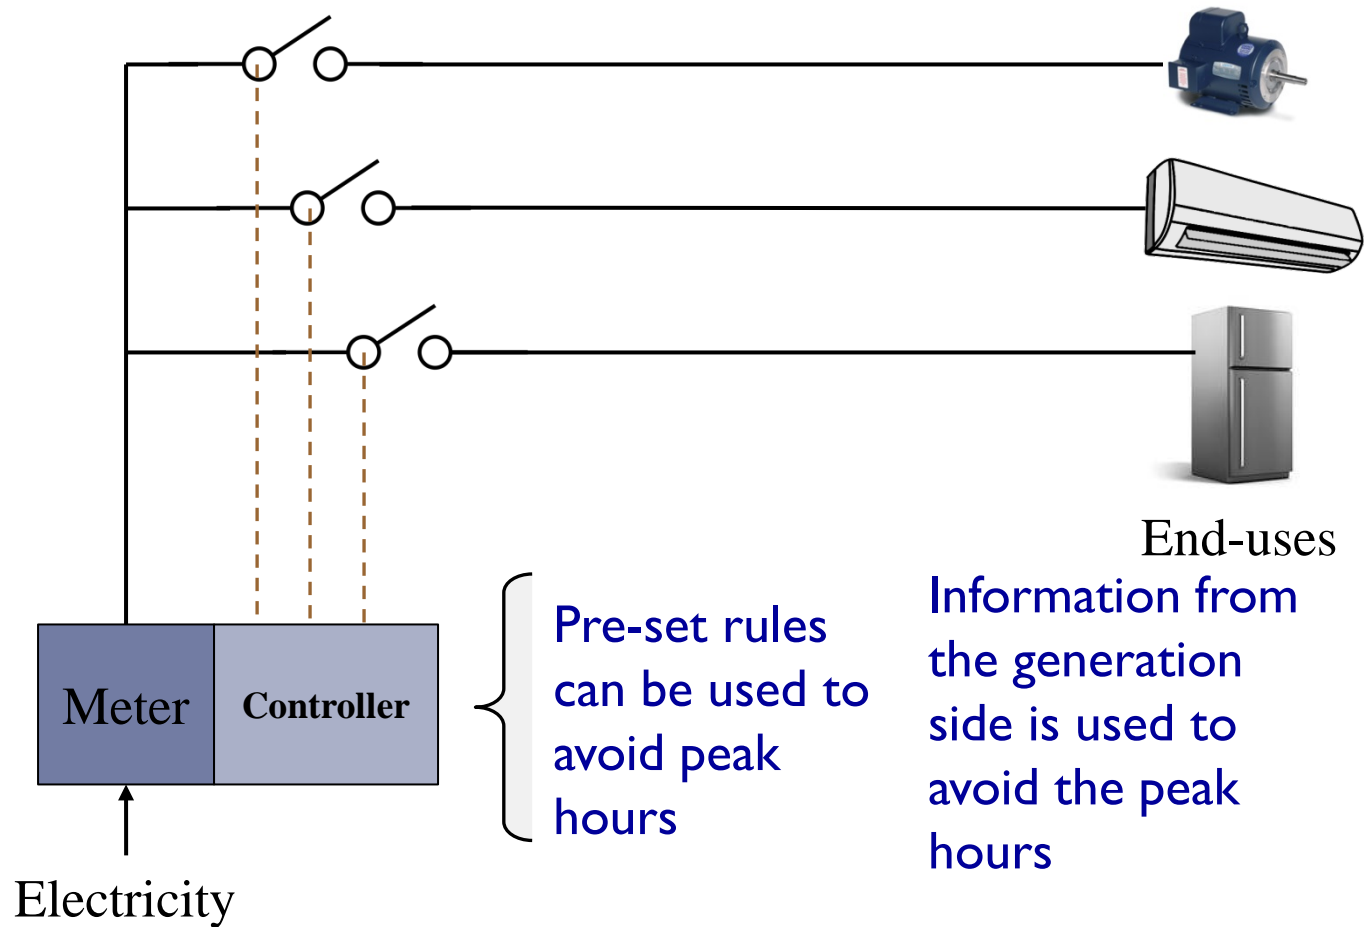 End-uses
Pre-set rules
can be used to
avoid peak
hours
Information from
the generation
side is used to
avoid the peak
hours
Meter
Controller
Electricity